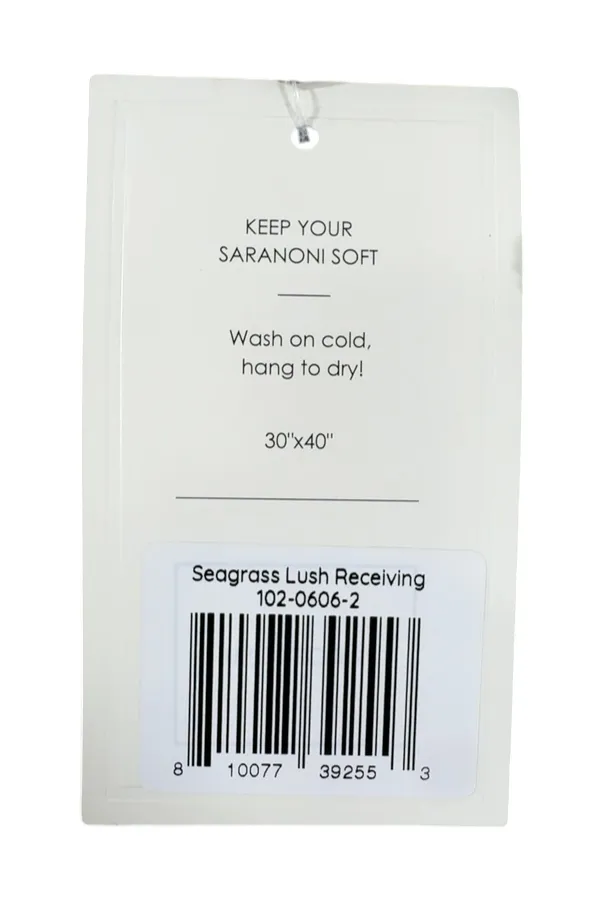 KEEP YOUR
SARANONI SOFT
Wash on cold,
hang to dry!
30"x40"
Seagrass Lush Receiving
102-0606-2
8 10077 39255 3